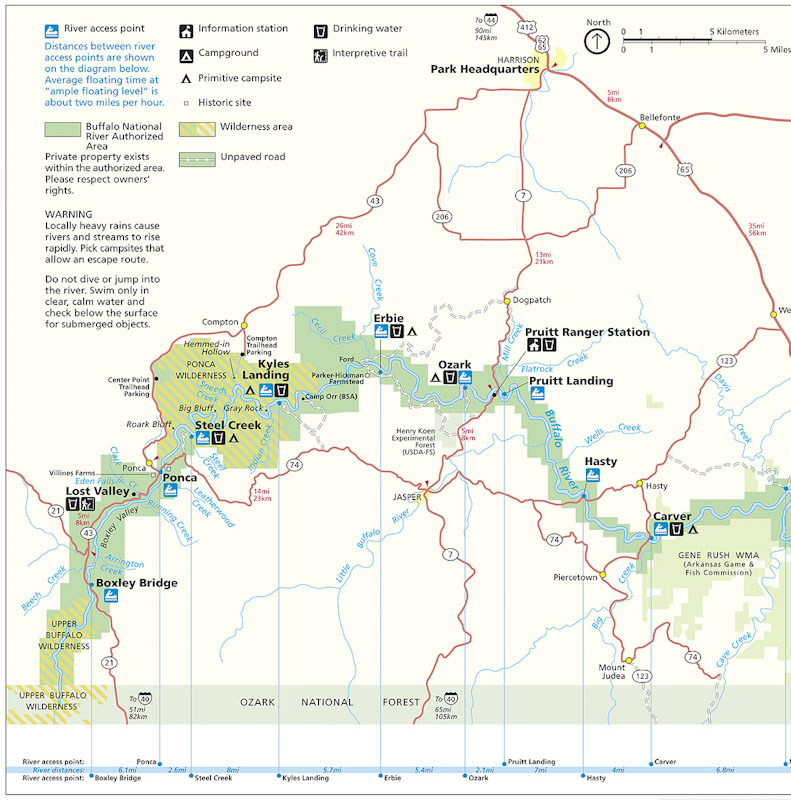 River access point
Distances between river
access points are shown
on the diagram below.
Average floating time at
"ample floating level" is
about two miles per hour.
Information station
Campground
Primitive campsite
Historic site
Drinking water
Interpretive trail
Buffalo National
River Authorized
Area
Private property exists
within the authorized area.
Please respect owners'
rights.
Wilderness area
Unpaved road
WARNING
Locally heavy rains cause
rivers and streams to rise
rapidly. Pick campsites that
allow an escape route.
Do not dive or jump into
the river. Swim only in
clear, calm water and
check below the surface
for submerged objects.
To 44
90mi
145km
412
62
65
HARRISON
Park Headquarters
North
0 1 5 Kilometers
0 1 5 Miles
5mi
8km
Bellefonte
65
206
7
43
206
26mi
42km
13mi
21km
35mi
56km
We
Cove
Creek
Dogpatch
Compton
Hemmed-in
Hollow
Compton
Trailhead
Parking
Cecil Creek
Erbie
Mill Creek
Pruitt Ranger Station
123
PONCA
WILDERNESS
Kyles
Landing
Ford
Parker-Hickman
Farmstead
Ozark
Flatrock
Creek
Pruitt Landing
Center Point
Trailhead
Parking
Sneeds
Creek
Camp Orr (BSA)
Davis
Creek
Big Bluff
Gray Rock
Roark Bluff
Steel Creek
Indian Creek
Steel
Creek
Henry Koen
Experimental
Forest
(USDA-FS)
5mi
8km
Buffalo
River
Wells Creek
Clark
Creek
Ponca
Villines Farms
Eden Falls
Cr
Ponca
Leatherwood
Creek
74
14mi
23km
Hasty
Hasty
Lost Valley
JASPER
21
5mi
8km
43
Boxley Valley
Running Creek
Carver
Little Buffalo River
74
GENE RUSH WMA
(Arkansas Game &
Fish Commission)
Arrington
Creek
7
Beech Creek
Boxley Bridge
Piercetown
Big
Creek
UPPER
BUFFALO
WILDERNESS
21
Mount
Judea
74
Cave Creek
123
UPPER BUFFALO
WILDERNESS
To 40
51mi
82km
OZARK NATIONAL FOREST
To 40
65mi
105km
River access point: Ponca Pruitt Landing Carver
River distances: 6.1mi 2.6mi 8mi 5.7mi 5.4mi 2.1mi 7mi 4mi 6.8mi
River access point: Boxley Bridge Steel Creek Kyles Landing Erbie Ozark Hasty